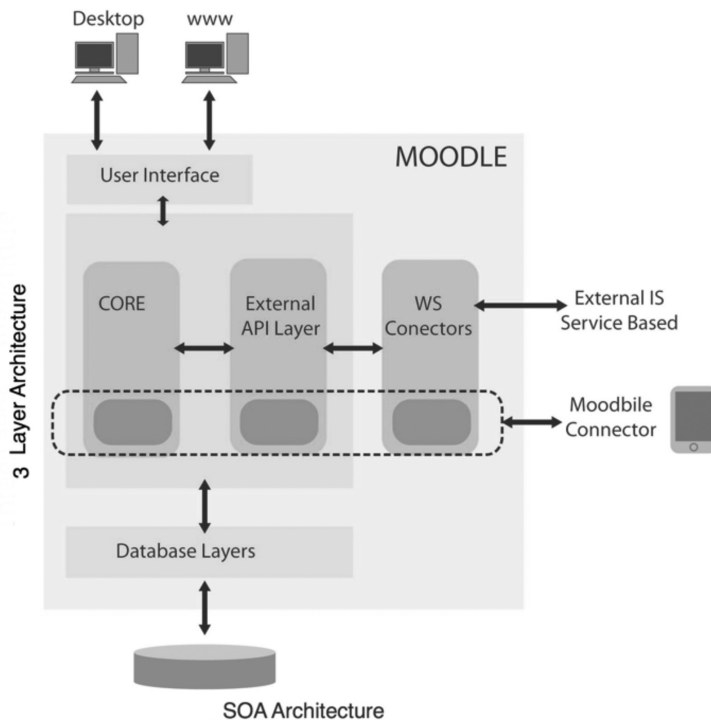 Desktop
www
MOODLE
User Interface
CORE
External
API Layer
WS
Conectors
External IS
Service Based
Moodbile
Connector
3 Layer Architecture
Database Layers
SOA Architecture